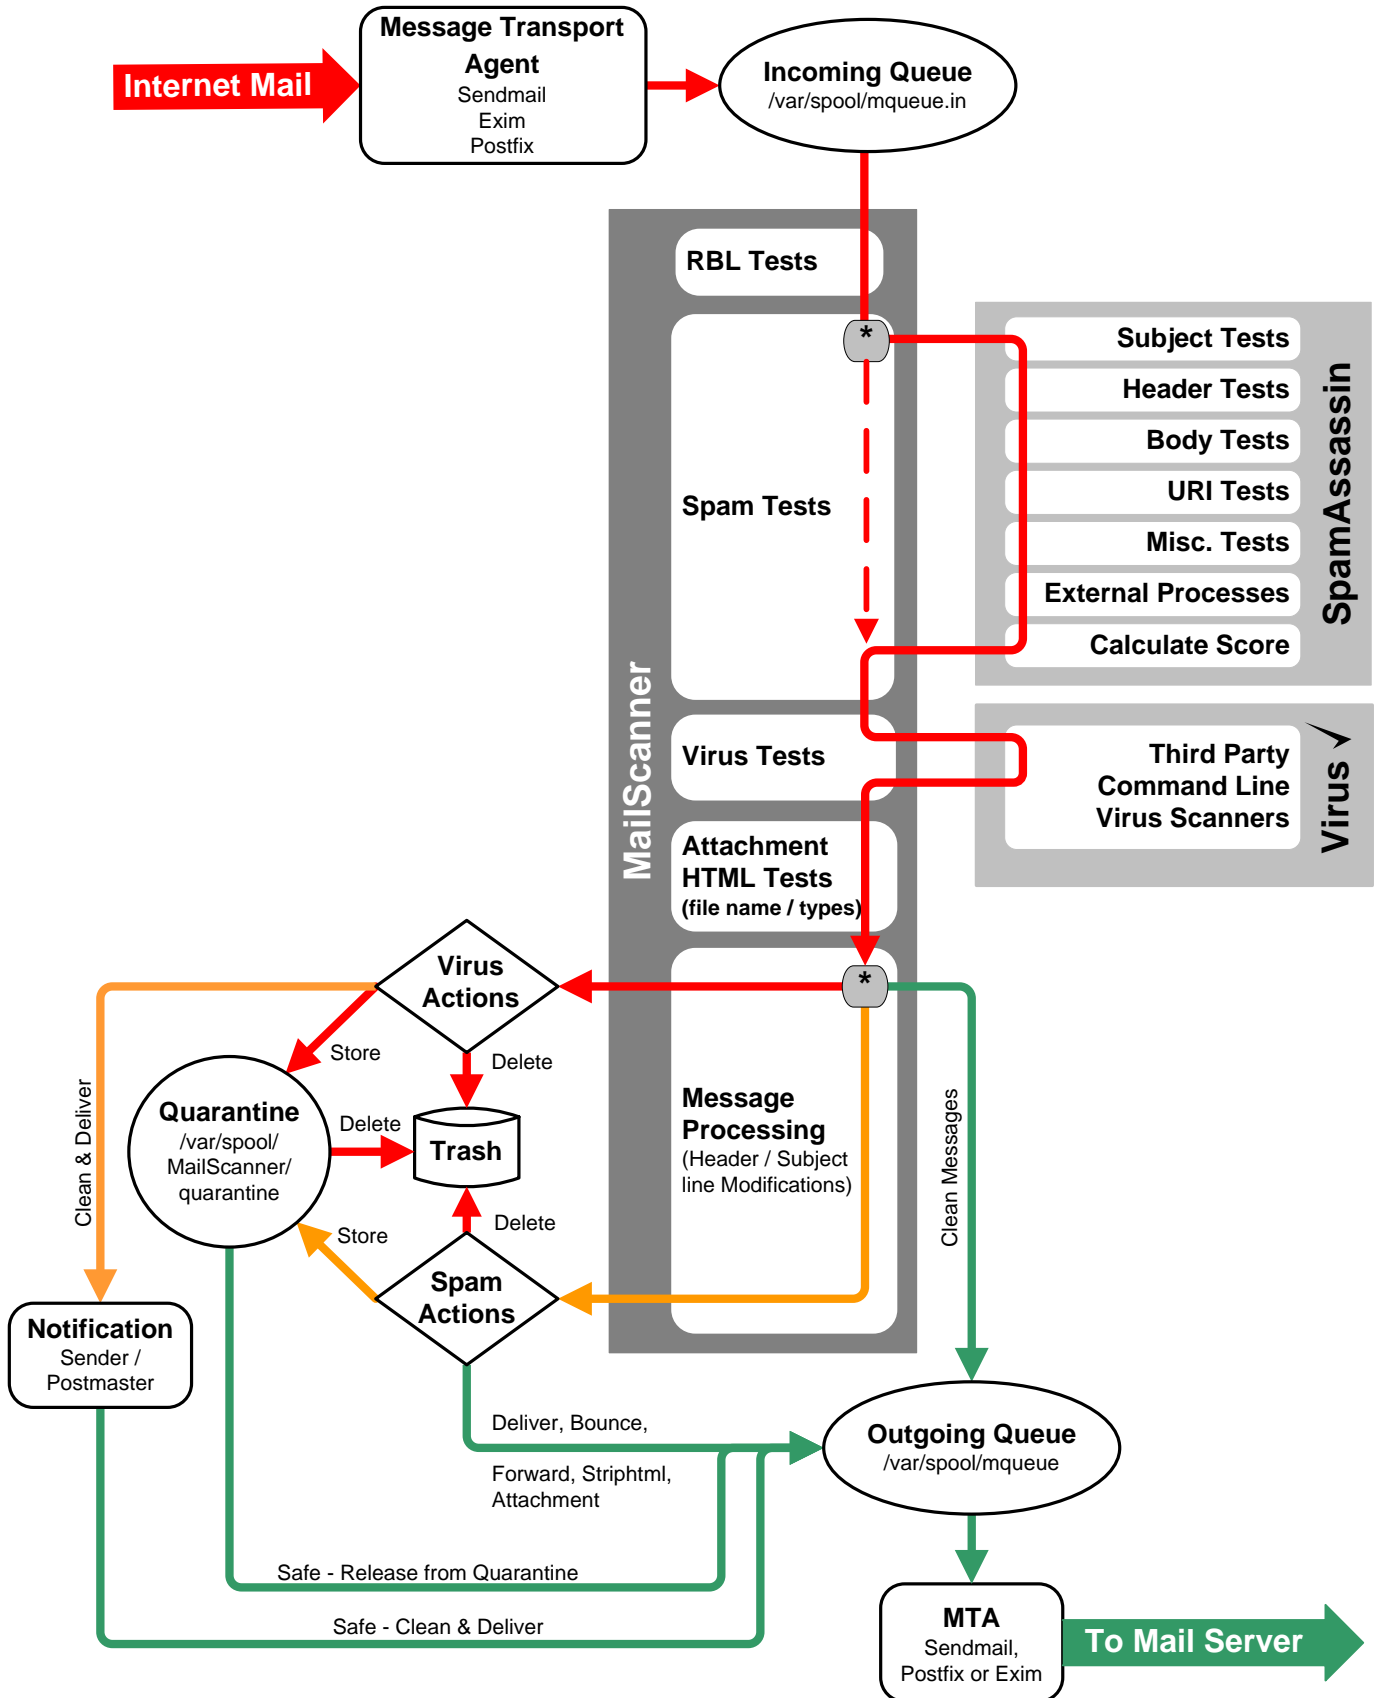 Internet Mail
Message Transport
Agent
Sendmail
Exim
Postfix
Incoming Queue
/var/spool/mqueue.in
MailScanner
RBL Tests
*
Spam Tests
Subject Tests
Header Tests
Body Tests
URI Tests
Misc. Tests
External Processes
Calculate Score
SpamAssassin
Virus Tests
Third Party
Command Line
Virus Scanners
Virus
Attachment
HTML Tests
(file name / types)
*
Message
Processing
(Header / Subject
line Modifications)
Clean Messages
Virus
Actions
Store
Delete
Clean & Deliver
Quarantine
/var/spool/
MailScanner/
quarantine
Delete
Trash
Delete
Store
Spam
Actions
Notification
Sender /
Postmaster
Deliver, Bounce,
Forward, Striphtml,
Attachment
Outgoing Queue
/var/spool/mqueue
Safe - Release from Quarantine
Safe - Clean & Deliver
MTA
Sendmail,
Postfix or Exim
To Mail Server